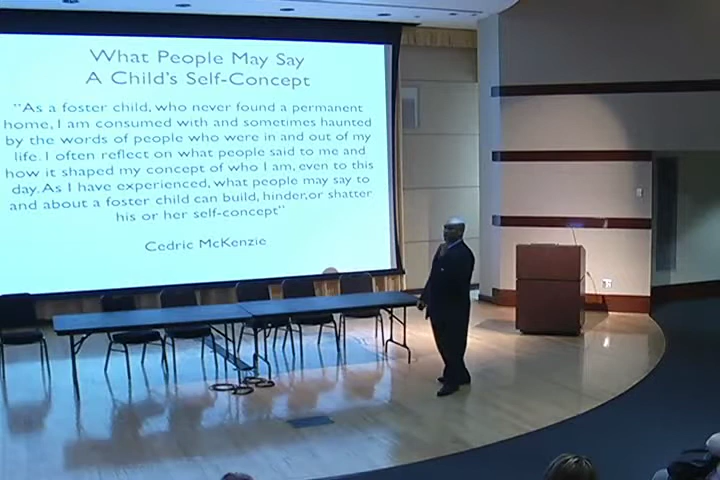 What People May Say
A Child's Self-Concept
"As a foster child, who never found a permanent
home, I am consumed with and sometimes haunted
by the words of people who were in and out of my
life. I often reflect on what people said to me and
how it shaped my concept of who I am, even to this
day. As I have experienced, what people may say to
and about a foster child can build, hinder, or shatter
his or her self-concept"
Cedric McKenzie